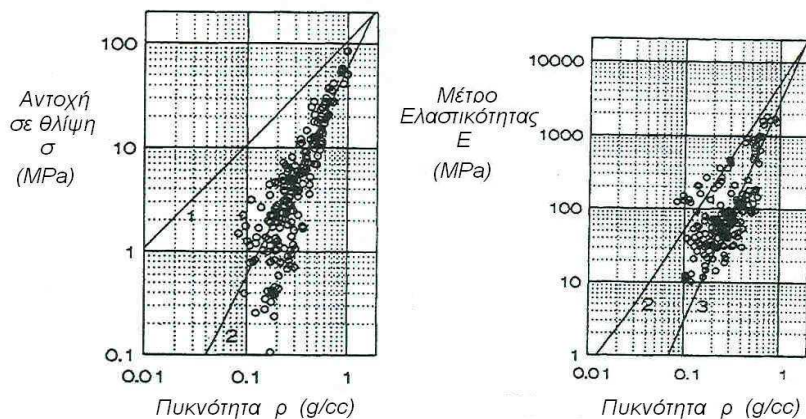 Αντοχή
σε θλίψη
σ
(MPa)
100
10
1
0.1
0.01
0.1
1
1
2
Πυκνότητα ρ (g/cc)
Μέτρο
Ελαστικότητας
E
(MPa)
10000
1000
100
10
1
0.01
0.1
1
2
3
Πυκνότητα ρ (g/cc)